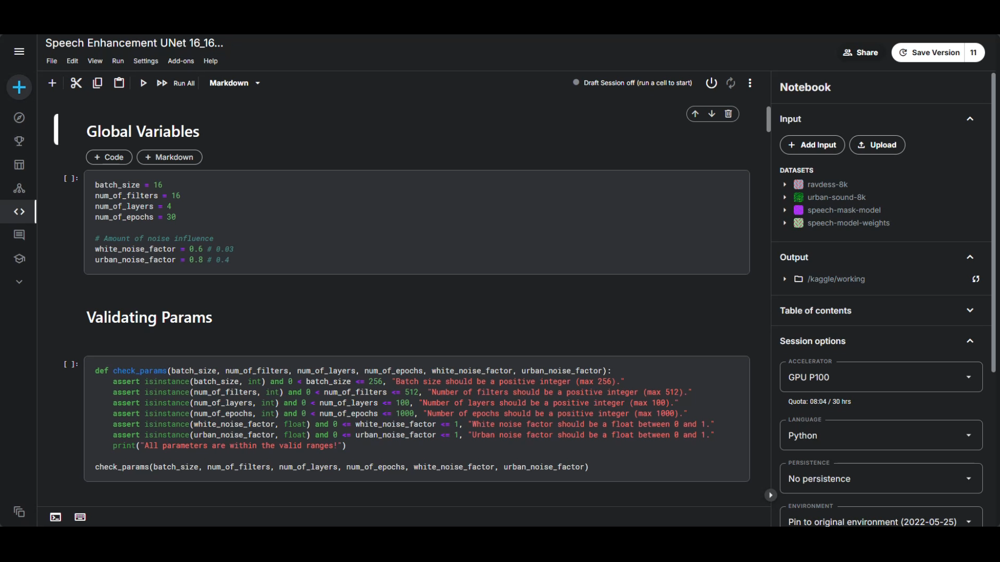 Speech Enhancement UNet 16_16...
File Edit View Run Settings Add-ons Help
Share
Save Version 11
Run All Markdown
Draft Session off (run a cell to start)
Global Variables
+ Code + Markdown
[ ]:
batch_size = 16
num_of_filters = 16
num_of_layers = 4
num_of_epochs = 30
# Amount of noise influence
white_noise_factor = 0.6 # 0.03
urban_noise_factor = 0.8 # 0.4
Validating Params
[ ]:
def check_params(batch_size, num_of_filters, num_of_layers, num_of_epochs, white_noise_factor, urban_noise_factor):
    assert isinstance(batch_size, int) and 0 < batch_size <= 256, "Batch size should be a positive integer (max 256)."
    assert isinstance(num_of_filters, int) and 0 < num_of_filters <= 512, "Number of filters should be a positive integer (max 512)."
    assert isinstance(num_of_layers, int) and 0 < num_of_layers <= 100, "Number of layers should be a positive integer (max 100)."
    assert isinstance(num_of_epochs, int) and 0 < num_of_epochs <= 1000, "Number of epochs should be a positive integer (max 1000)."
    assert isinstance(white_noise_factor, float) and 0 <= white_noise_factor <= 1, "White noise factor should be a float between 0 and 1."
    assert isinstance(urban_noise_factor, float) and 0 <= urban_noise_factor <= 1, "Urban noise factor should be a float between 0 and 1."
    print("All parameters are within the valid ranges!")
check_params(batch_size, num_of_filters, num_of_layers, num_of_epochs, white_noise_factor, urban_noise_factor)
Notebook
Input
+ Add Input
Upload
DATASETS
ravdess-8k
urban-sound-8k
speech-mask-model
speech-model-weights
Output
/kaggle/working
Table of contents
Session options
ACCELERATOR
GPU P100
Quota: 08:04 / 30 hrs
LANGUAGE
Python
PERSISTENCE
No persistence
ENVIRONMENT
Pin to original environment (2022-05-25)